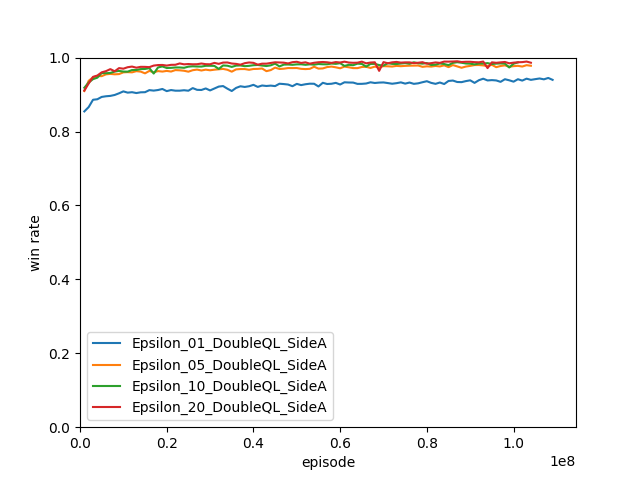 1.0
0.8
0.6
0.4
0.2
0.0
win rate
Epsilon_01_DoubleQL_SideA
Epsilon_05_DoubleQL_SideA
Epsilon_10_DoubleQL_SideA
Epsilon_20_DoubleQL_SideA
0.0 0.2 0.4 0.6 0.8 1.0
episode
1e8